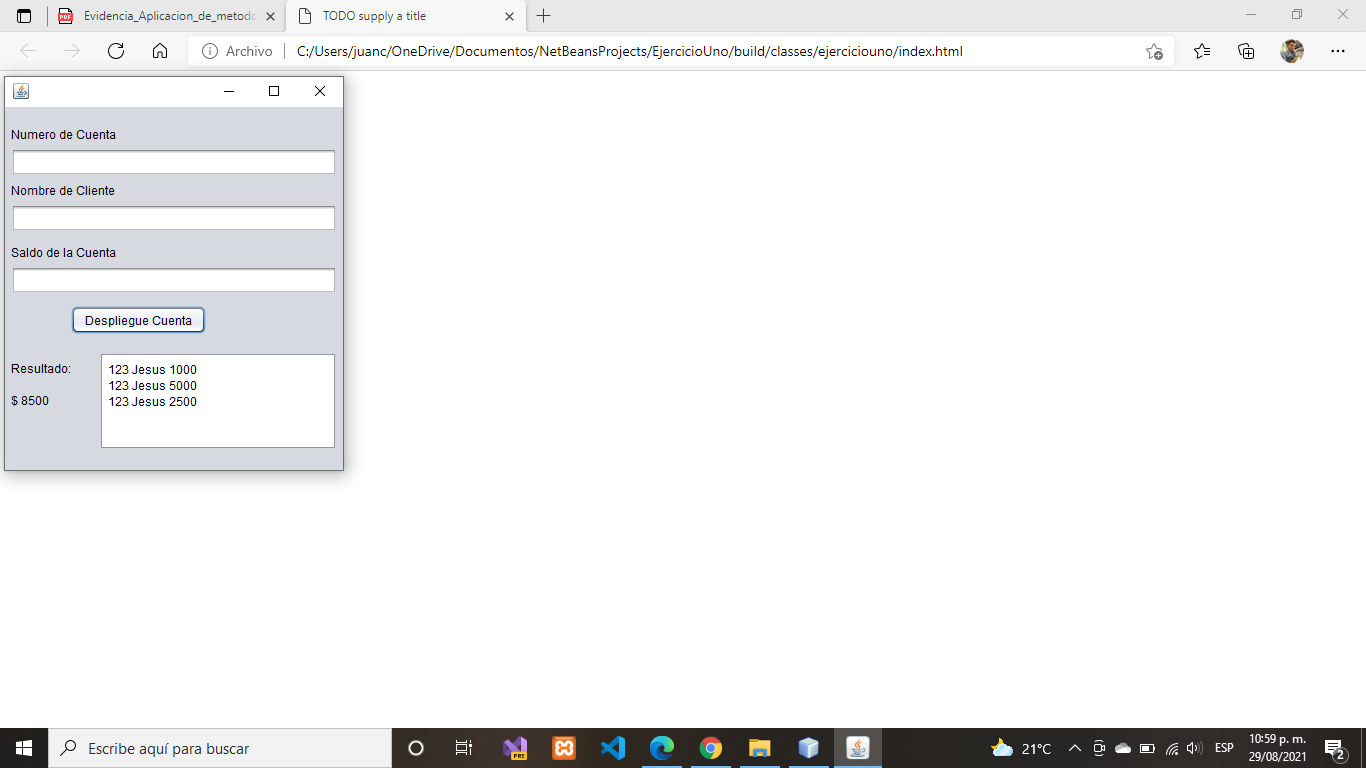 Evidencia_Aplicacion_de_metodo
TODO supply a title
Archivo
C:/Users/juanc/OneDrive/Documentos/NetBeansProjects/EjercicioUno/build/classes/ejerciciouno/index.html
Numero de Cuenta
Nombre de Cliente
Saldo de la Cuenta
Despliegue Cuenta
Resultado:
$ 8500
123 Jesus 1000
123 Jesus 5000
123 Jesus 2500
Escribe aquí para buscar
PRE
21°C
ESP
10:59 p. m.
29/08/2021
2